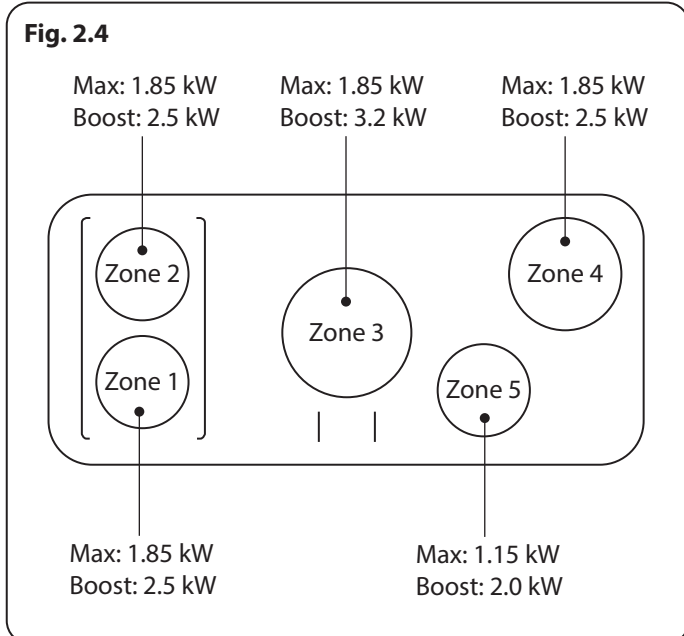 Fig. 2.4
Max: 1.85 kW
Boost: 2.5 kW
Max: 1.85 kW
Boost: 3.2 kW
Max: 1.85 kW
Boost: 2.5 kW
Zone 2
Zone 4
Zone 3
Zone 1
Zone 5
Max: 1.85 kW
Boost: 2.5 kW
Max: 1.15 kW
Boost: 2.0 kW